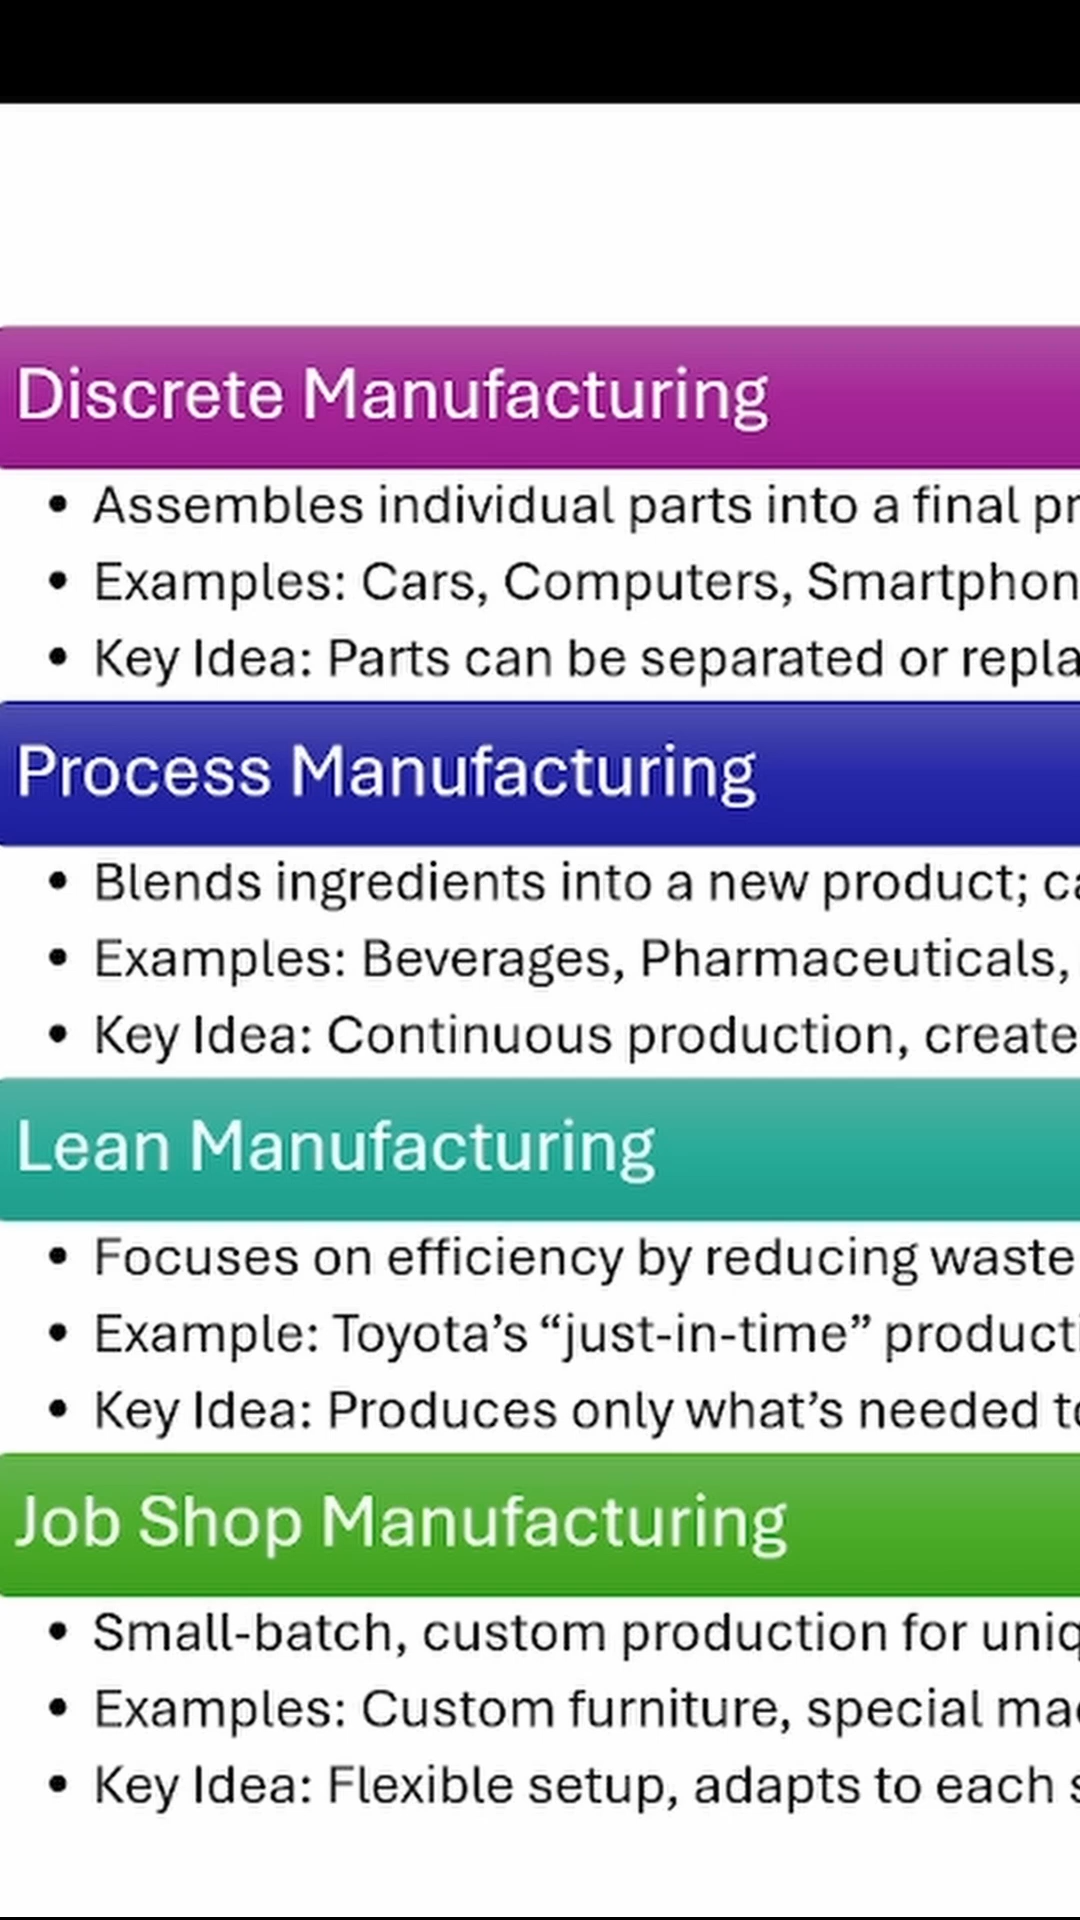 Discrete Manufacturing
• Assembles individual parts into a final
• Examples: Cars, Computers,
• Key Idea: Parts can be separated or
Process Manufacturing
• Blends ingredients into a new product;
• Examples: Beverages, Pharmaceuticals,
• Key Idea: Continuous production, create
Lean Manufacturing
• Focuses on efficiency by reducing waste
• Example: Toyota’s “just-in-time”
• Key Idea: Produces only what’s needed
Job Shop Manufacturing
• Small-batch, custom production for
• Examples: Custom furniture, special
• Key Idea: Flexible setup, adapts to each